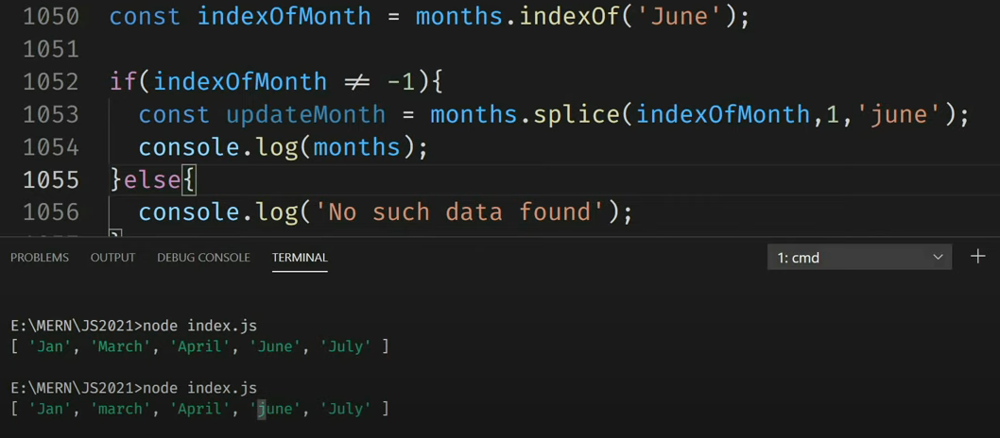 1050 const indexOfMonth = months.indexOf('June');
1051
1052 if(indexOfMonth != -1){
1053 const updateMonth = months.splice(indexOfMonth,1,'june');
1054 console.log(months);
1055 }else{
1056 console.log('No such data found');
}
PROBLEMS OUTPUT DEBUG CONSOLE TERMINAL 1: cmd
E:\MERN\JS2021>node index.js
[ 'Jan', 'March', 'April', 'June', 'July' ]
E:\MERN\JS2021>node index.js
[ 'Jan', 'march', 'April', 'june', 'July' ]